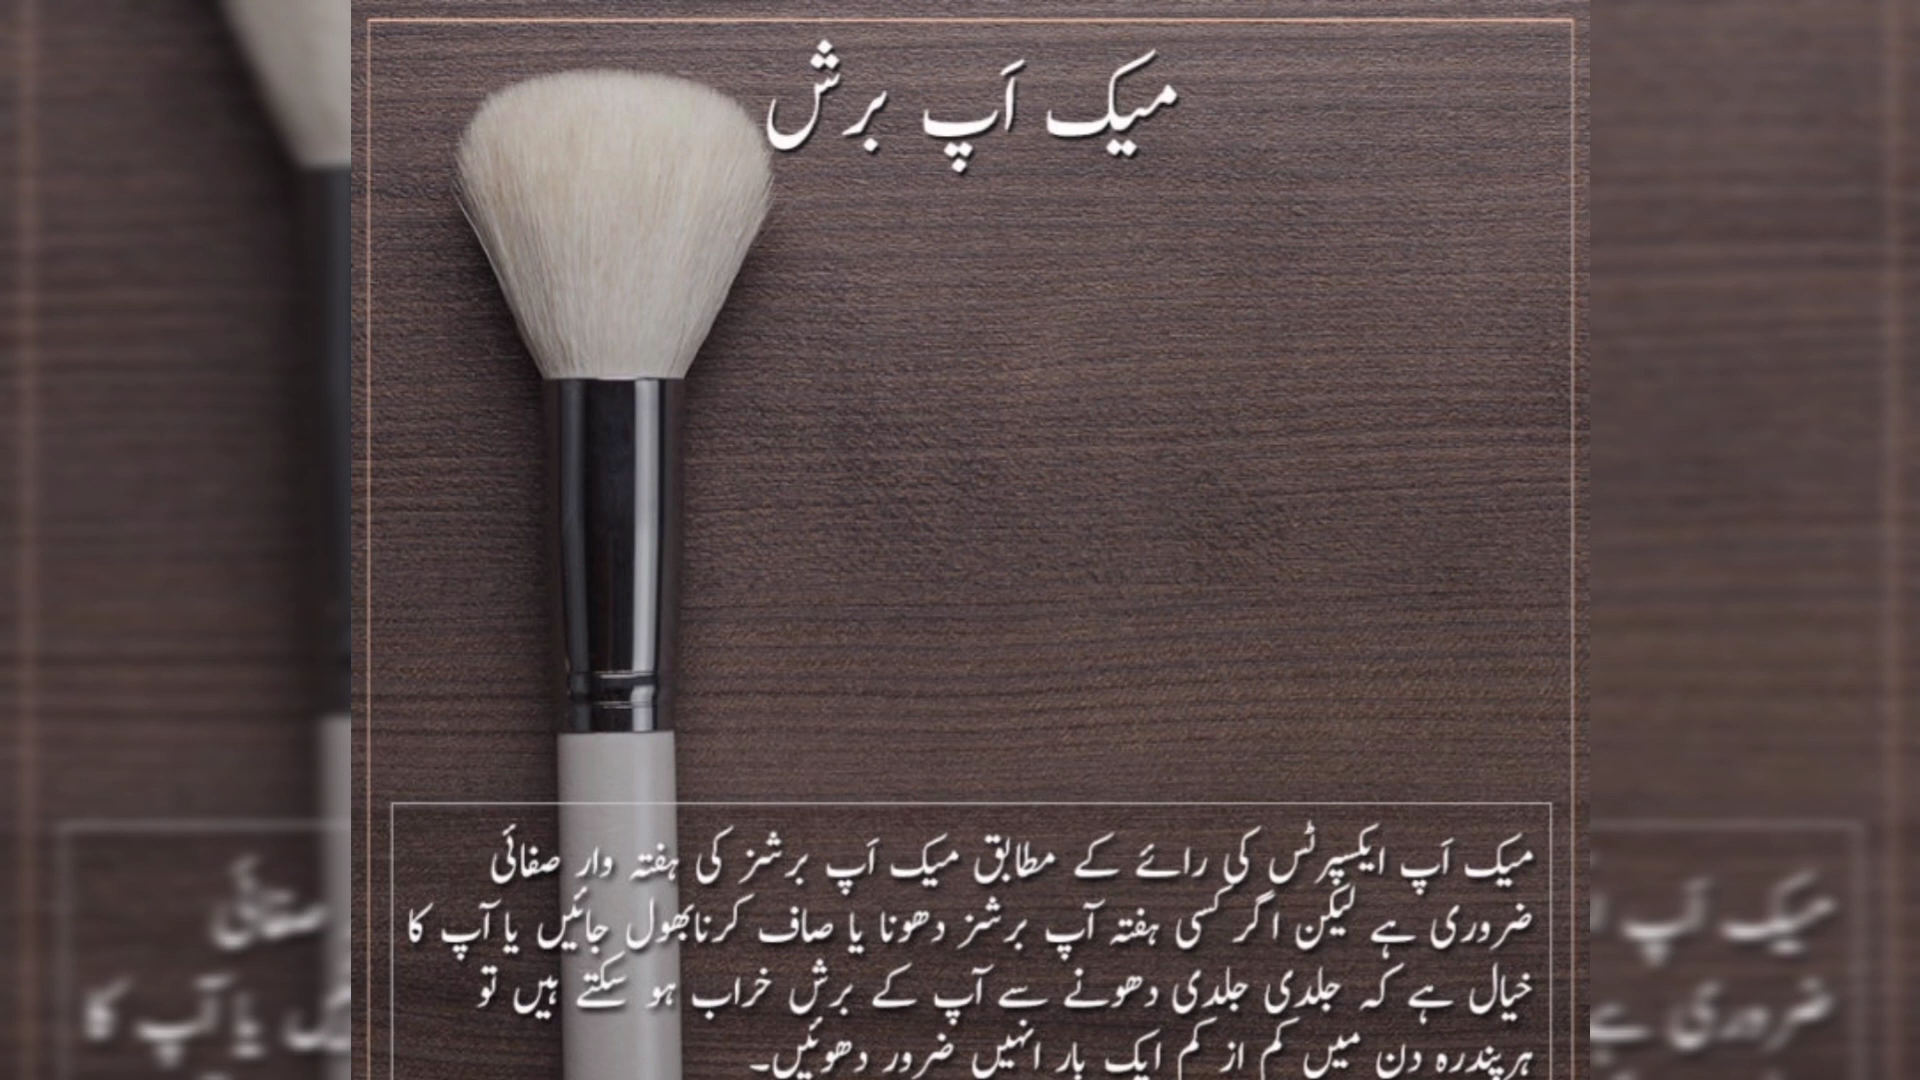 میک اَپ برش
میک اَپ ایکسپرٹس کی رائے کے مطابق میک اَپ برشز کی ہفتہ وار صفائی
ضروری ہے لیکن اگر کسی ہفتہ آپ برشز دھونا یا صاف کرنابھول جائیں یا آپ کا
خیال ہے کہ جلدی جلدی دھونے سے آپ کے برش خراب ہو سکتے ہیں تو
ہرپندرہ دن میں کم از کم ایک بار انہیں ضرور دھوئیں۔